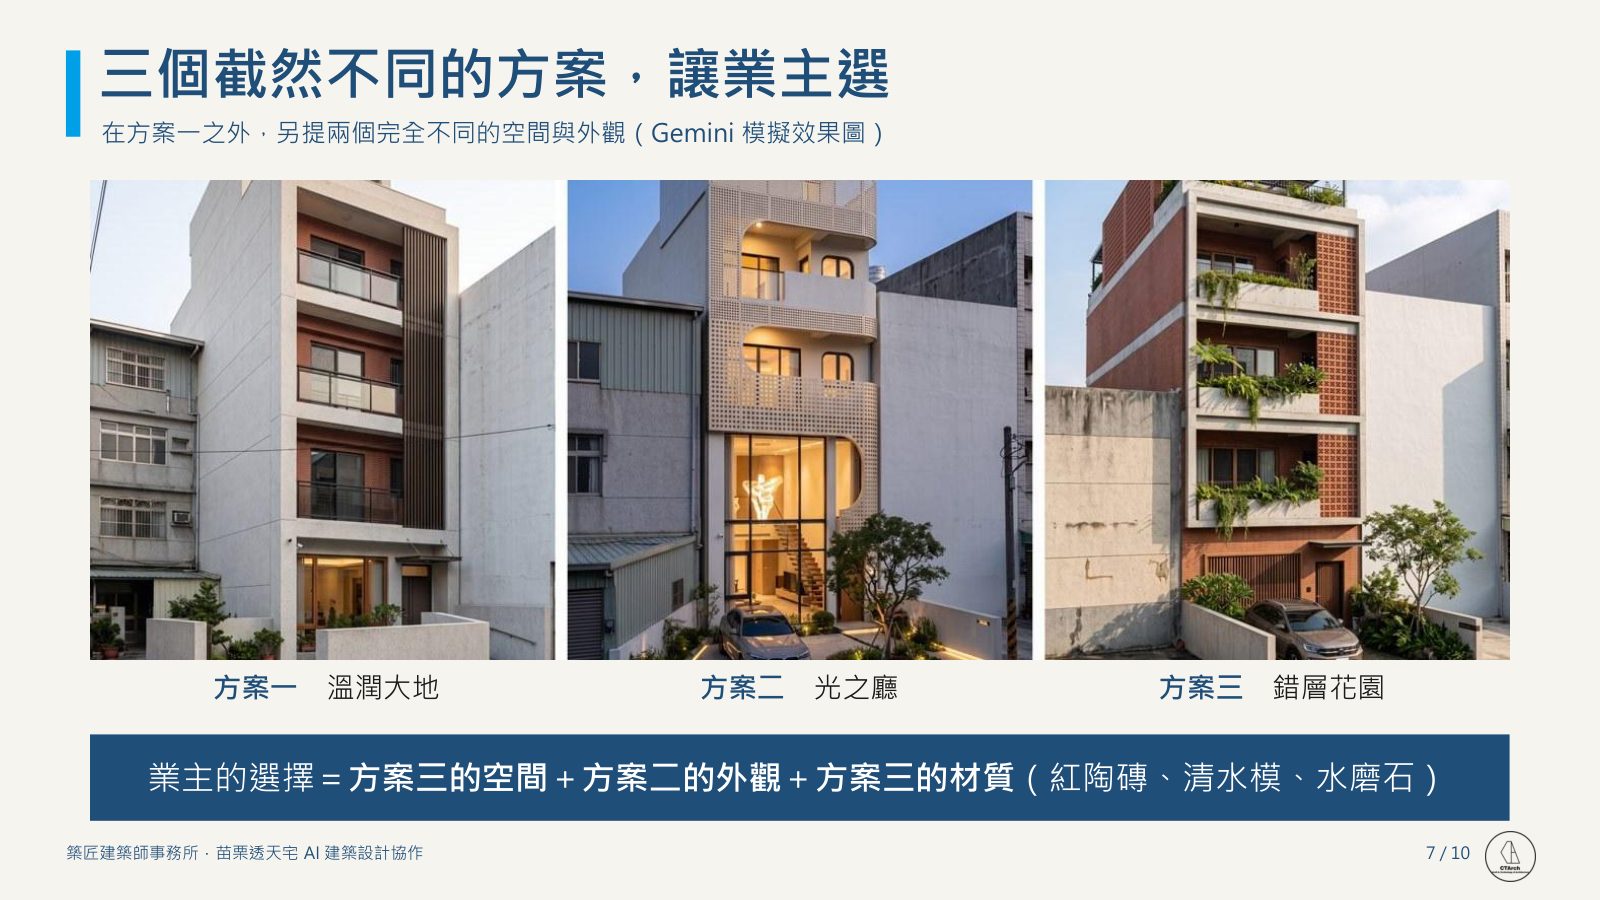 三個截然不同的方案，讓業主選
在方案一之外，另提兩個完全不同的空間與外觀（Gemini 模擬效果圖）
方案一　溫潤大地
方案二　光之廳
方案三　錯層花園
業主的選擇＝方案三的空間＋方案二的外觀＋方案三的材質（紅陶磚、清水模、水磨石）
築匠建築師事務所．苗栗透天宅 AI 建築設計協作
7 / 10
CTArch